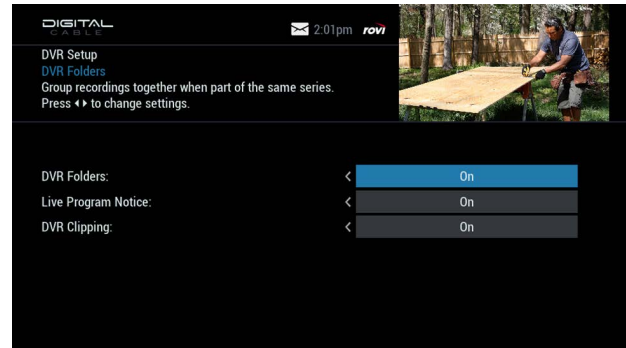 DIGITAL
CABLE
2:01pm rovi
DVR Setup
DVR Folders
Group recordings together when part of the same series.
Press to change settings.
DVR Folders: On
Live Program Notice: On
DVR Clipping: On